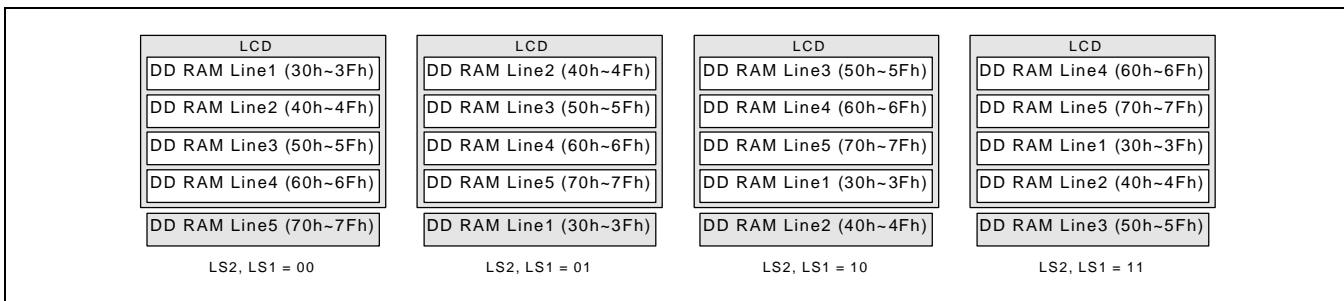 LCD
DD RAM Line1 (30h~3Fh)
DD RAM Line2 (40h~4Fh)
DD RAM Line3 (50h~5Fh)
DD RAM Line4 (60h~6Fh)
DD RAM Line5 (70h~7Fh)
LS2, LS1 = 00
LCD
DD RAM Line2 (40h~4Fh)
DD RAM Line3 (50h~5Fh)
DD RAM Line4 (60h~6Fh)
DD RAM Line5 (70h~7Fh)
DD RAM Line1 (30h~3Fh)
LS2, LS1 = 01
LCD
DD RAM Line3 (50h~5Fh)
DD RAM Line4 (60h~6Fh)
DD RAM Line5 (70h~7Fh)
DD RAM Line1 (30h~3Fh)
DD RAM Line2 (40h~4Fh)
LS2, LS1 = 10
LCD
DD RAM Line4 (60h~6Fh)
DD RAM Line5 (70h~7Fh)
DD RAM Line1 (30h~3Fh)
DD RAM Line2 (40h~4Fh)
DD RAM Line3 (50h~5Fh)
LS2, LS1 = 11